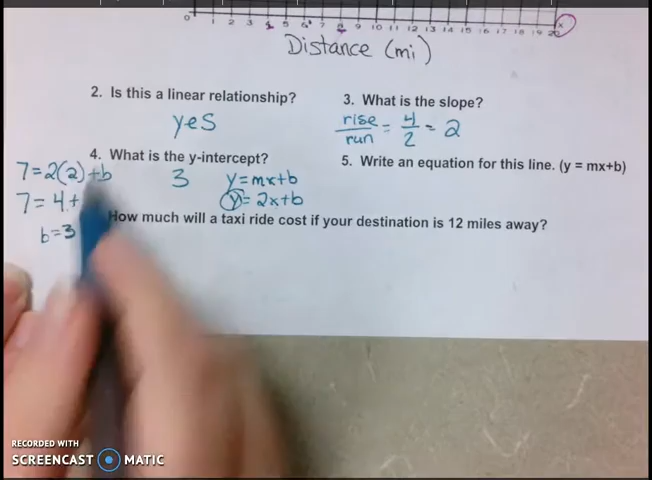 0 1 2 3 4 5 6 7 8 9 10 11 12 13 14 15 16 17 18 19 20 x
Distance (mi)
2. Is this a linear relationship?
yes
3. What is the slope?
rise/run = 4/2 = 2
4. What is the y-intercept?
3
7=2(2)+b
7=4+
b=3
y=mx+b
y=2x+b
5. Write an equation for this line. (y = mx+b)
How much will a taxi ride cost if your destination is 12 miles away?
RECORDED WITH
SCREENCAST MATIC